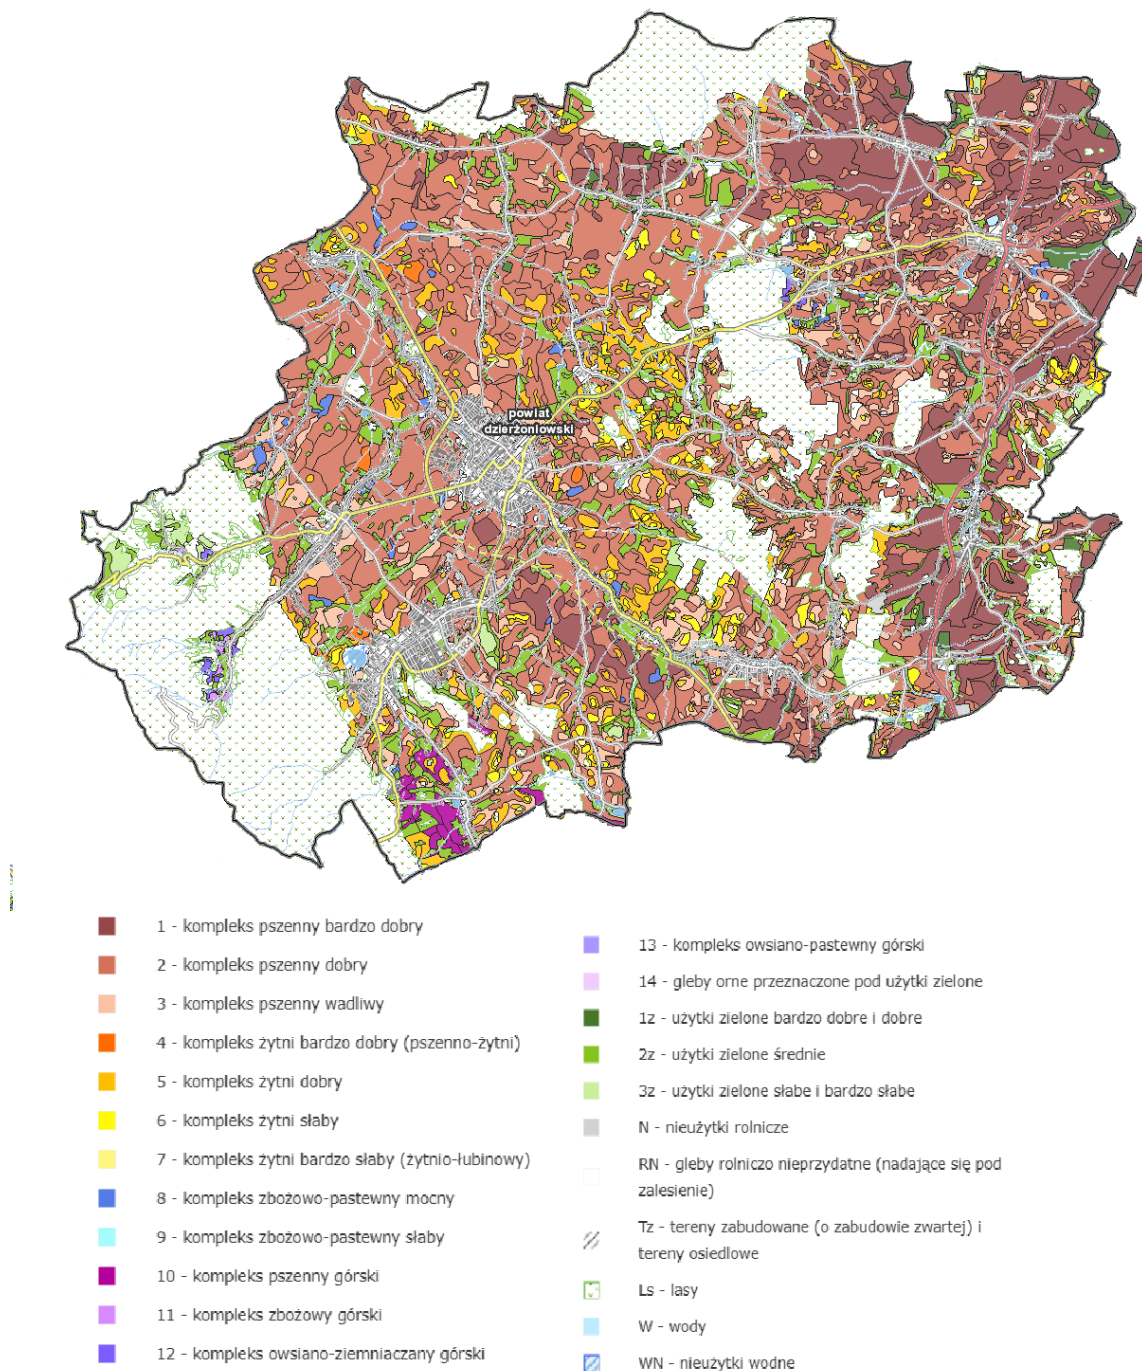 powiat
dzierżoniowski
1 - kompleks pszenny bardzo dobry
2 - kompleks pszenny dobry
3 - kompleks pszenny wadliwy
4 - kompleks żytni bardzo dobry (pszenno-żytni)
5 - kompleks żytni dobry
6 - kompleks żytni słaby
7 - kompleks żytni bardzo słaby (żytnio-łubinowy)
8 - kompleks zbożowo-pastewny mocny
9 - kompleks zbożowo-pastewny słaby
10 - kompleks pszenny górski
11 - kompleks zbożowy górski
12 - kompleks owsiano-ziemniaczany górski
13 - kompleks owsiano-pastewny górski
14 - gleby orne przeznaczone pod użytki zielone
1z - użytki zielone bardzo dobre i dobre
2z - użytki zielone średnie
3z - użytki zielone słabe i bardzo słabe
N - nieużytki rolnicze
RN - gleby rolniczo nieprzydatne (nadające się pod
zalesienie)
Tz - tereny zabudowane (o zabudowie zwartej) i
tereny osiedlowe
Ls - lasy
W - wody
WN - nieużytki wodne